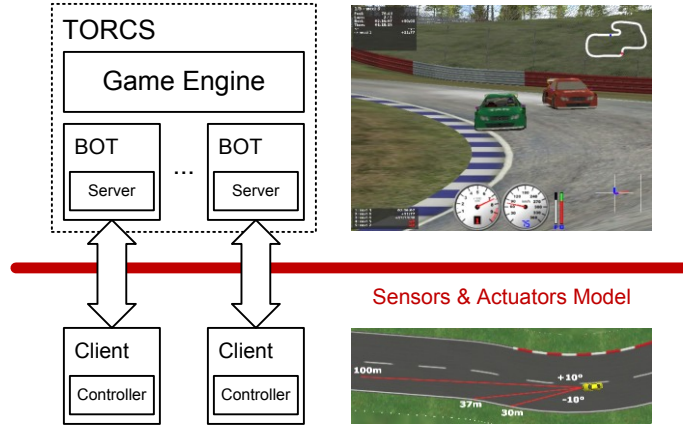 TORCS
Game Engine
BOT
...
BOT
Server
Server
Sensors & Actuators Model
Client
Client
Controller
Controller
100m
+10°
-10°
37m
30m